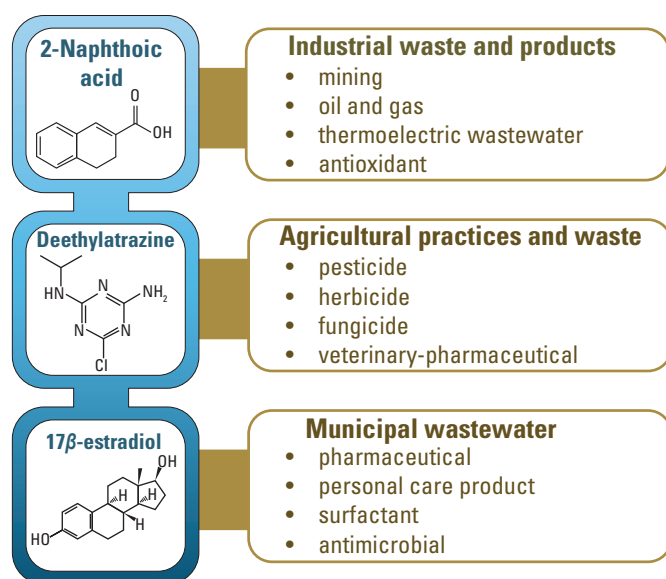 2-Naphthoic
acid
O
OH
Industrial waste and products
• mining
• oil and gas
• thermoelectric wastewater
• antioxidant
Deethylatrazine
HN
N
NH₂
N
N
Cl
Agricultural practices and waste
• pesticide
• herbicide
• fungicide
• veterinary-pharmaceutical
17β-estradiol
OH
H
H
H
HO
Municipal wastewater
• pharmaceutical
• personal care product
• surfactant
• antimicrobial